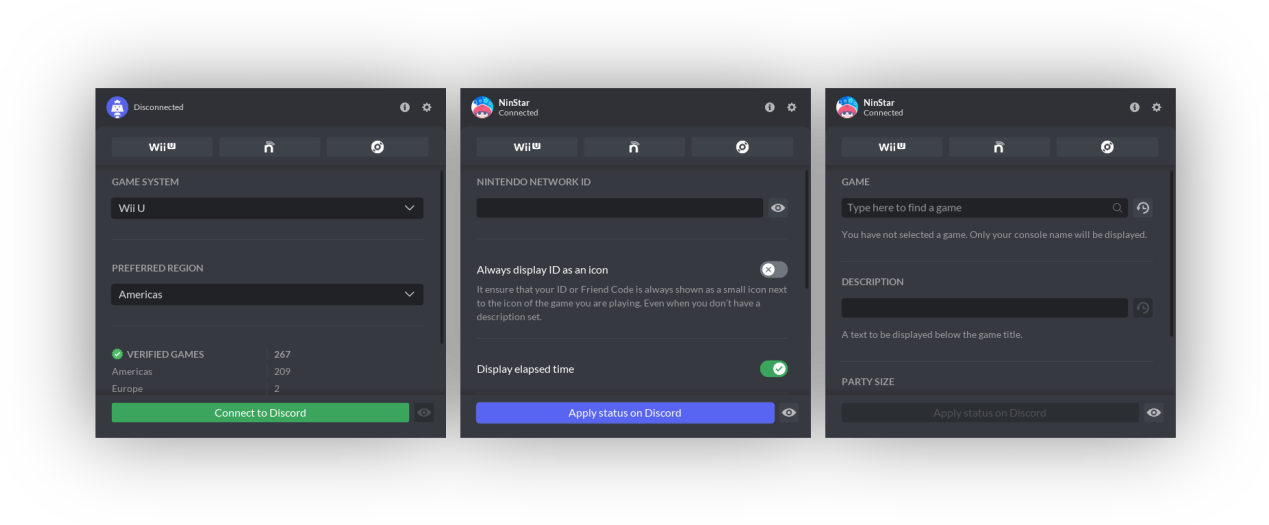 Disconnected
Wii U
GAME SYSTEM
Wii U
PREFERRED REGION
Americas
VERIFIED GAMES 267
Americas 209
Europe 2
Connect to Discord
NinStar
Connected
Wii U
NINTENDO NETWORK ID
Always display ID as an icon
It ensure that your ID or Friend Code is always shown as a small icon next
to the icon of the game you are playing. Even when you don't have a
description set.
Display elapsed time
Apply status on Discord
NinStar
Connected
Wii U
GAME
Type here to find a game
You have not selected a game. Only your console name will be displayed.
DESCRIPTION
A text to be displayed below the game title.
PARTY SIZE
Apply status on Discord